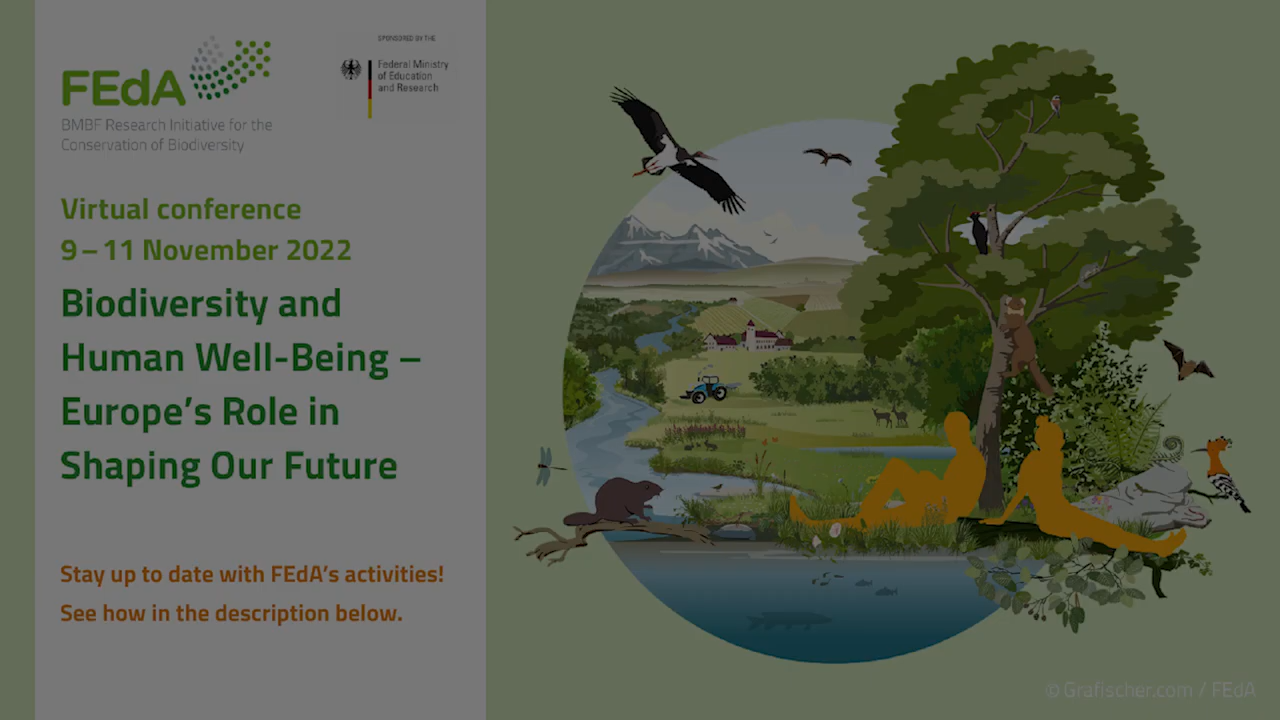 FEdA
BMBF Research Initiative for the
Conservation of Biodiversity
SPONSORED BY THE
Federal Ministry
of Education
and Research
Virtual conference
9 – 11 November 2022
Biodiversity and
Human Well-Being –
Europe's Role in
Shaping Our Future
Stay up to date with FEdA's activities!
See how in the description below.
© Grafischer.com / FEdA